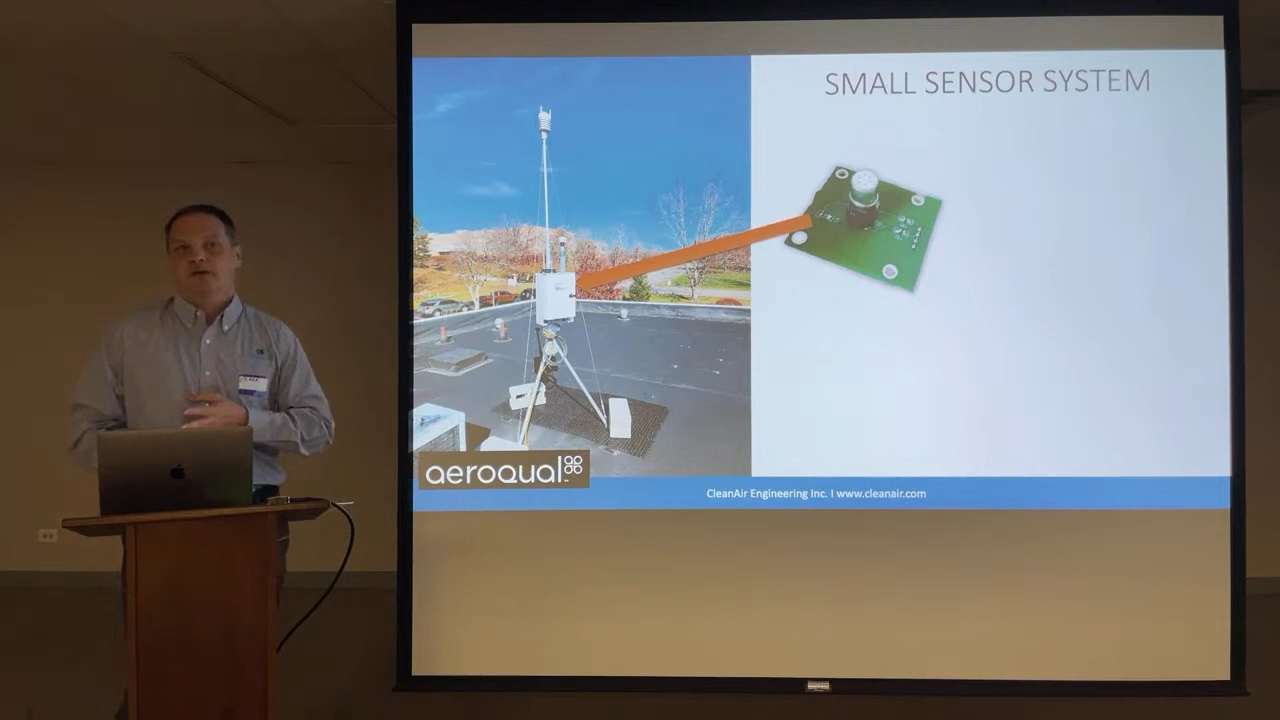 SMALL SENSOR SYSTEM
aeroqual
CleanAir Engineering Inc. I www.cleanair.com